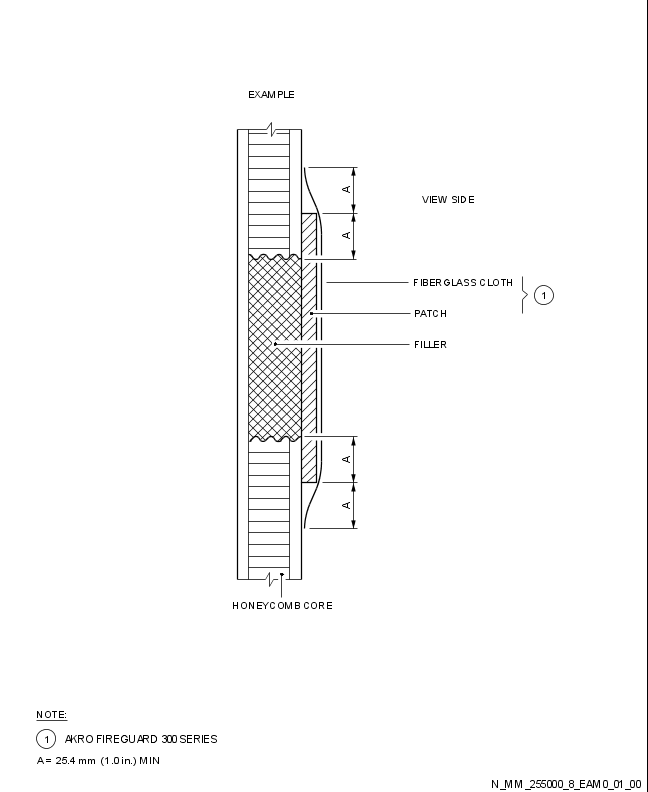 EXAMPLE
A
VIEW SIDE
A
FIBERGLASS CLOTH
1
PATCH
FILLER
A
A
HONEYCOMB CORE
NOTE:
1 AKRO FIREGUARD 300 SERIES
A = 25.4 mm (1.0 in.) MIN
N_MM_255000_8_EAM0_01_00